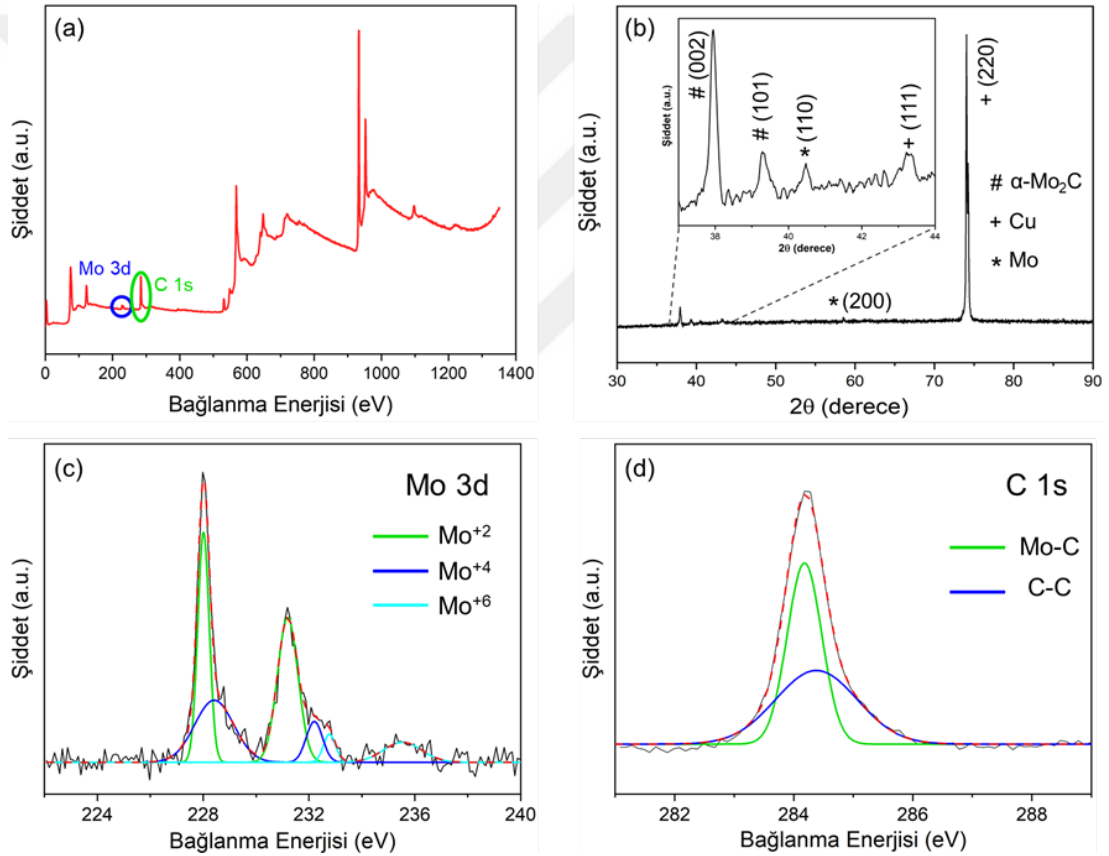 (a)
Şiddet (a.u.)
Mo 3d
C 1s
0 200 400 600 800 1000 1200 1400
Bağlanma Enerjisi (eV)
(b)
Şiddet (a.u.)
Şiddet (a.u.)
# (002)
# (101)
* (110)
+ (111)
38 40 42 44
2θ (derece)
+ (220)
# α-Mo₂C
+ Cu
* Mo
* (200)
30 40 50 60 70 80 90
2θ (derece)
(c)
Mo 3d
Mo⁺²
Mo⁺⁴
Mo⁺⁶
Şiddet (a.u.)
224 228 232 236 240
Bağlanma Enerjisi (eV)
(d)
C 1s
Mo-C
C-C
Şiddet (a.u.)
282 284 286 288
Bağlanma Enerjisi (eV)